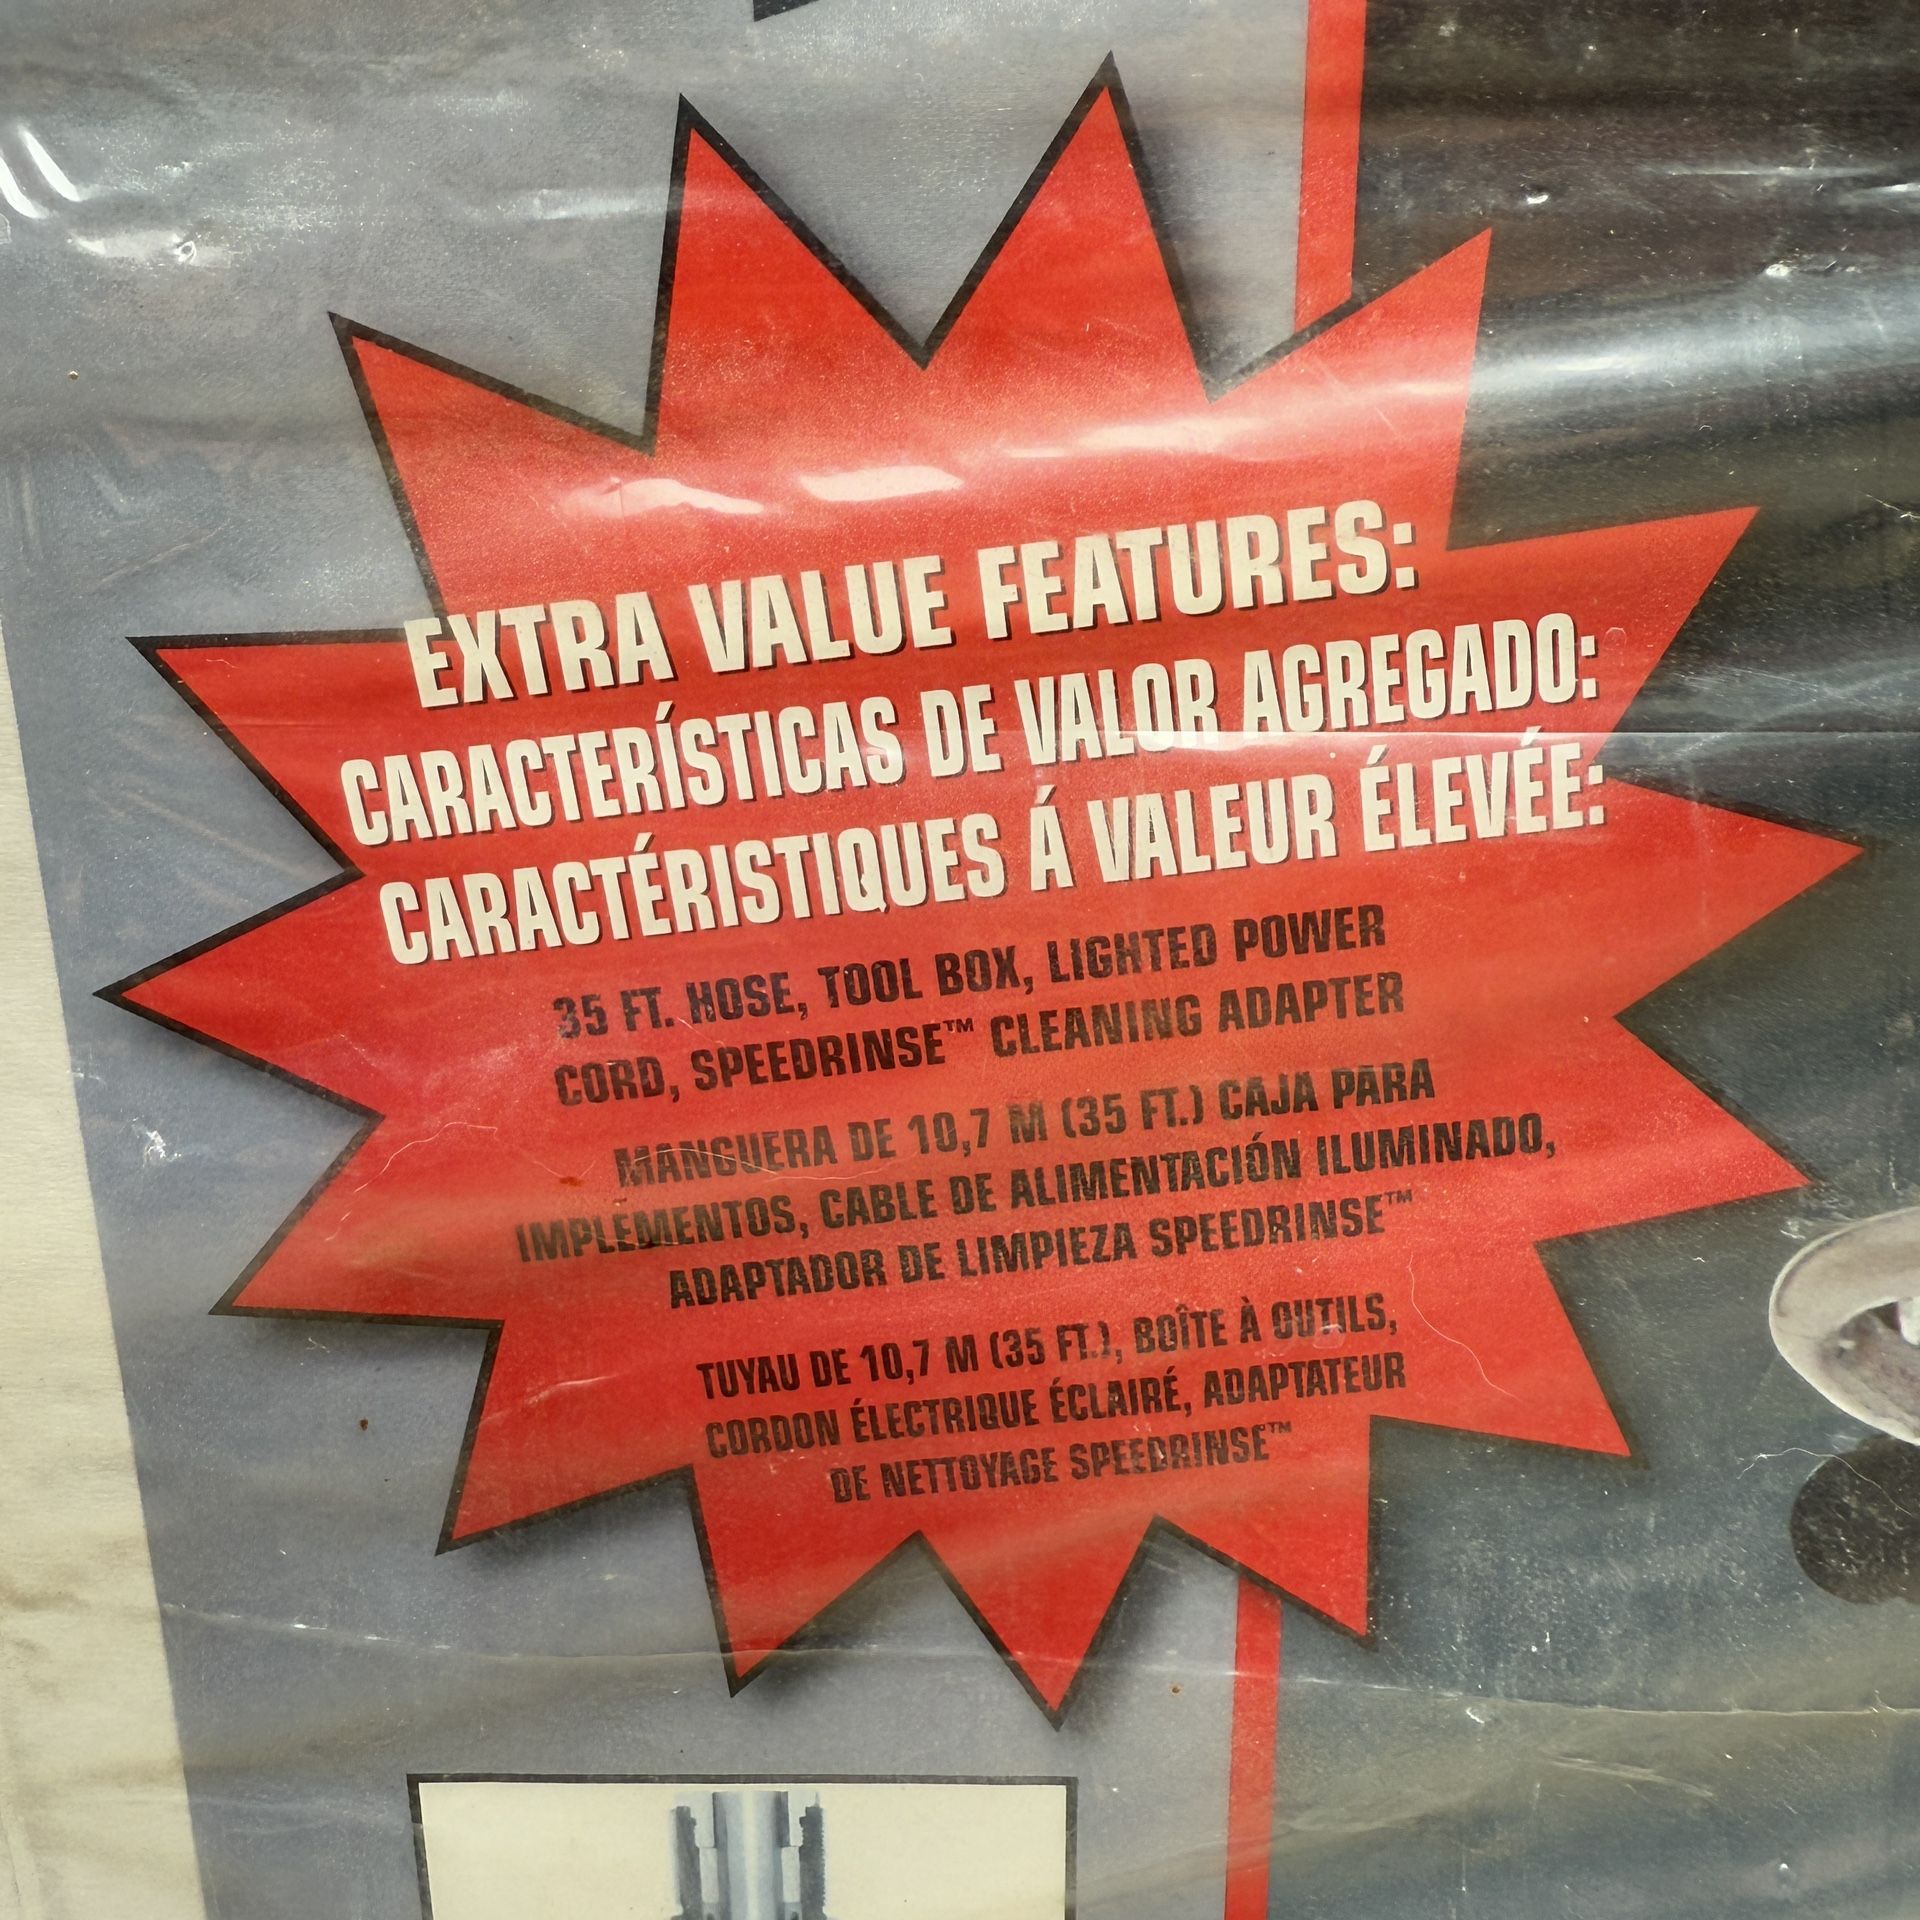 EXTRA VALUE FEATURES:
CARACTERÍSTICAS DE VALOR AGREGADO:
CARACTÉRISTIQUES Á VALEUR ÉLEVÉE:
35 FT. HOSE, TOOL BOX, LIGHTED POWER
CORD, SPEEDRINSE™ CLEANING ADAPTER
MANGUERA DE 10,7 M (35 FT.) CAJA PARA
IMPLEMENTOS, CABLE DE ALIMENTACIÓN ILUMINADO,
ADAPTADOR DE LIMPIEZA SPEEDRINSE™
TUYAU DE 10,7 M (35 FT.), BOÎTE À OUTILS,
CORDON ÉLECTRIQUE ÉCLAIRÉ, ADAPTATEUR
DE NETTOYAGE SPEEDRINSE™